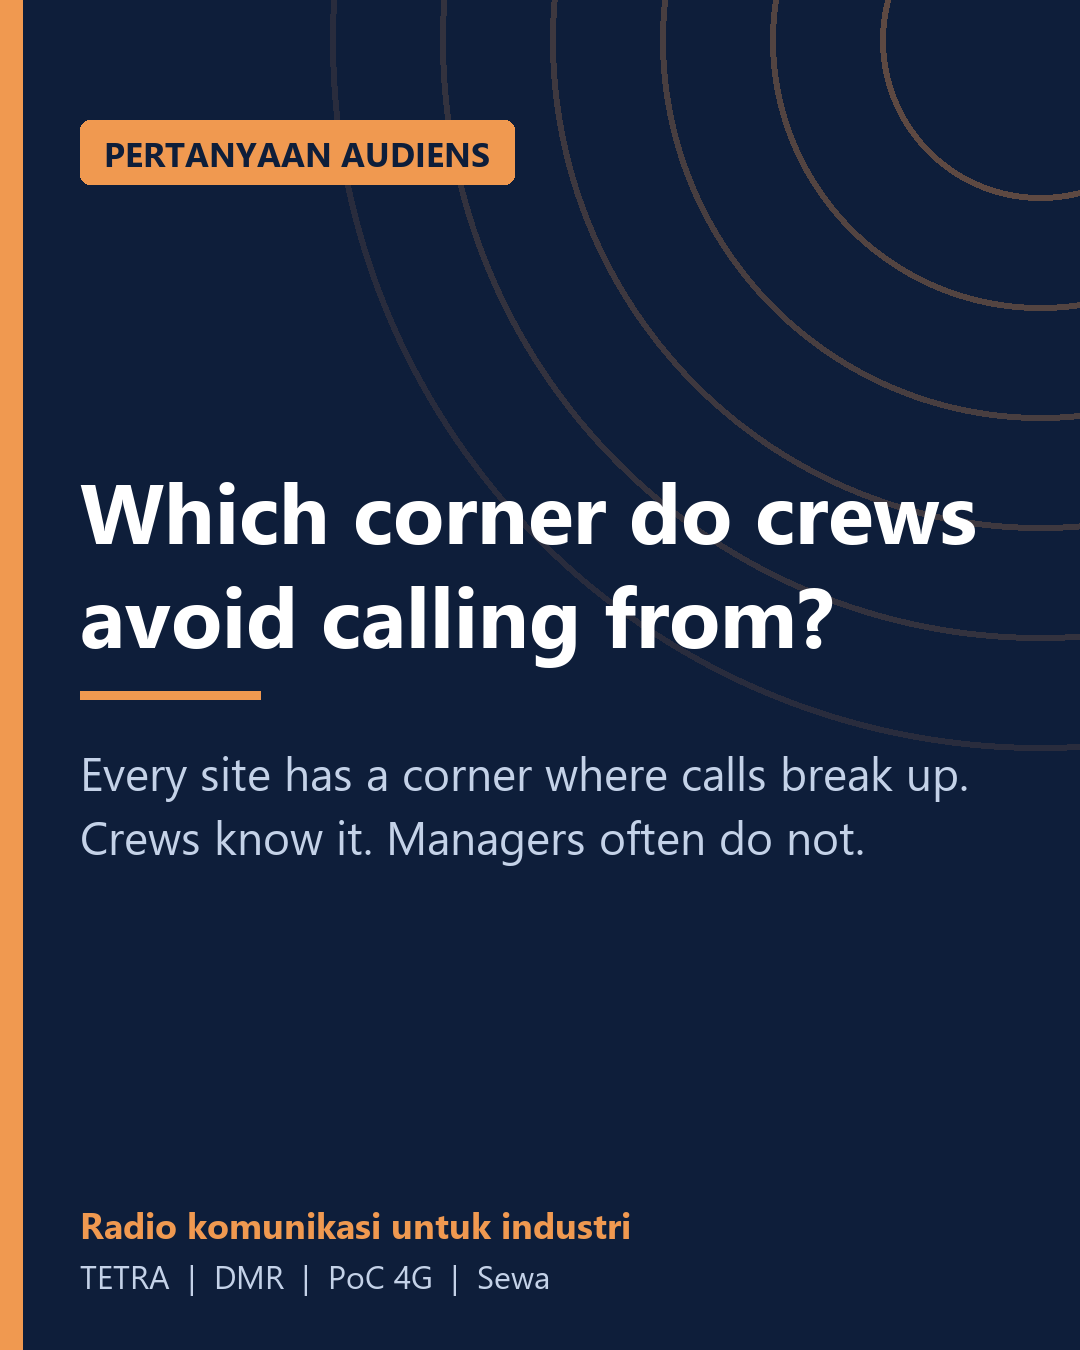 PERTANYAAN AUDIENS
Which corner do crews
avoid calling from?
Every site has a corner where calls break up.
Crews know it. Managers often do not.
Radio komunikasi untuk industri
TETRA | DMR | PoC 4G | Sewa